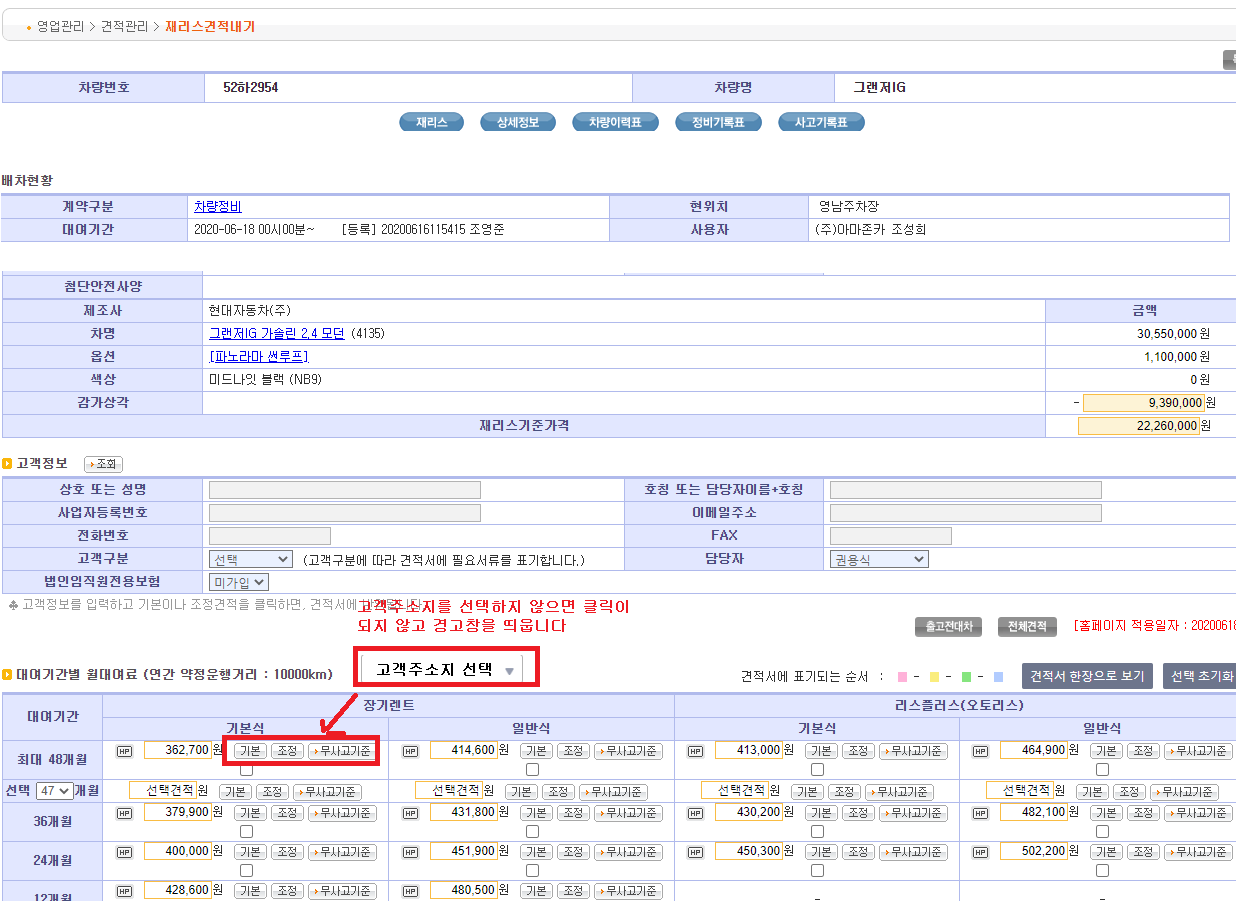 영업관리 > 견적관리 > 재리스견적내기
차량번호 52하2954 차량명 그랜저IG
재리스 상세정보 차량이력표 정비기록표 사고기록표
배차현황
계약구분 차량정비 현위치 영남주차장
대여기간 2020-06-18 00시00분~ [등록] 20200616115415 조영준 사용자 (주)아마존카 조성희
첨단안전사양
제조사 현대자동차(주) 금액
차명 그랜저IG 가솔린 2.4 모던 (4135) 30,550,000 원
옵션 [파노라마 썬루프] 1,100,000 원
색상 미드나잇 블랙 (NB9) 0 원
감가상각 - 9,390,000 원
재리스기준가격 22,260,000 원
고객정보 조회
상호 또는 성명 호칭 또는 담당자이름+호칭
사업자등록번호 이메일주소
전화번호 FAX
고객구분 선택 (고객구분에 따라 견적서에 필요서류를 표기합니다.) 담당자 권용식
법인임직원전용보험 미가입
♣ 고객정보를 입력하고 기본이나 조정견적을 클릭하면, 견적서에
고객주소지를 선택하지 않으면 클릭이
되지 않고 경고창을 띄웁니다
출고전대차 전체견적 [홈페이지 적용일자 : 2020061
대여기간별 월대여료 (연간 약정운행거리 : 10000km) 고객주소지 선택 ▼ 견적서에 표기되는 순서 : - - - 견적서 한장으로 보기 선택 초기화
대여기간 장기렌트 리스플러스(오토리스)
기본식 일반식 기본식 일반식
최대 48개월 HP 362,700 원 기본 조정 무사고기준 HP 414,600 원 기본 조정 무사고기준 HP 413,000 원 기본 조정 무사고기준 HP 464,900 원 기본 조정 무사고기준
선택 47 개월 선택견적 원 기본 조정 무사고기준 선택견적 원 기본 조정 무사고기준 선택견적 원 기본 조정 무사고기준 선택견적 원 기본 조정 무사고기준
36개월 HP 379,900 원 기본 조정 무사고기준 HP 431,800 원 기본 조정 무사고기준 HP 430,200 원 기본 조정 무사고기준 HP 482,100 원 기본 조정 무사고기준
24개월 HP 400,000 원 기본 조정 무사고기준 HP 451,900 원 기본 조정 무사고기준 HP 450,300 원 기본 조정 무사고기준 HP 502,200 원 기본 조정 무사고기준
12개월 HP 428,600 원 기본 조정 무사고기준 HP 480,500 원 기본 조정 무사고기준 - -